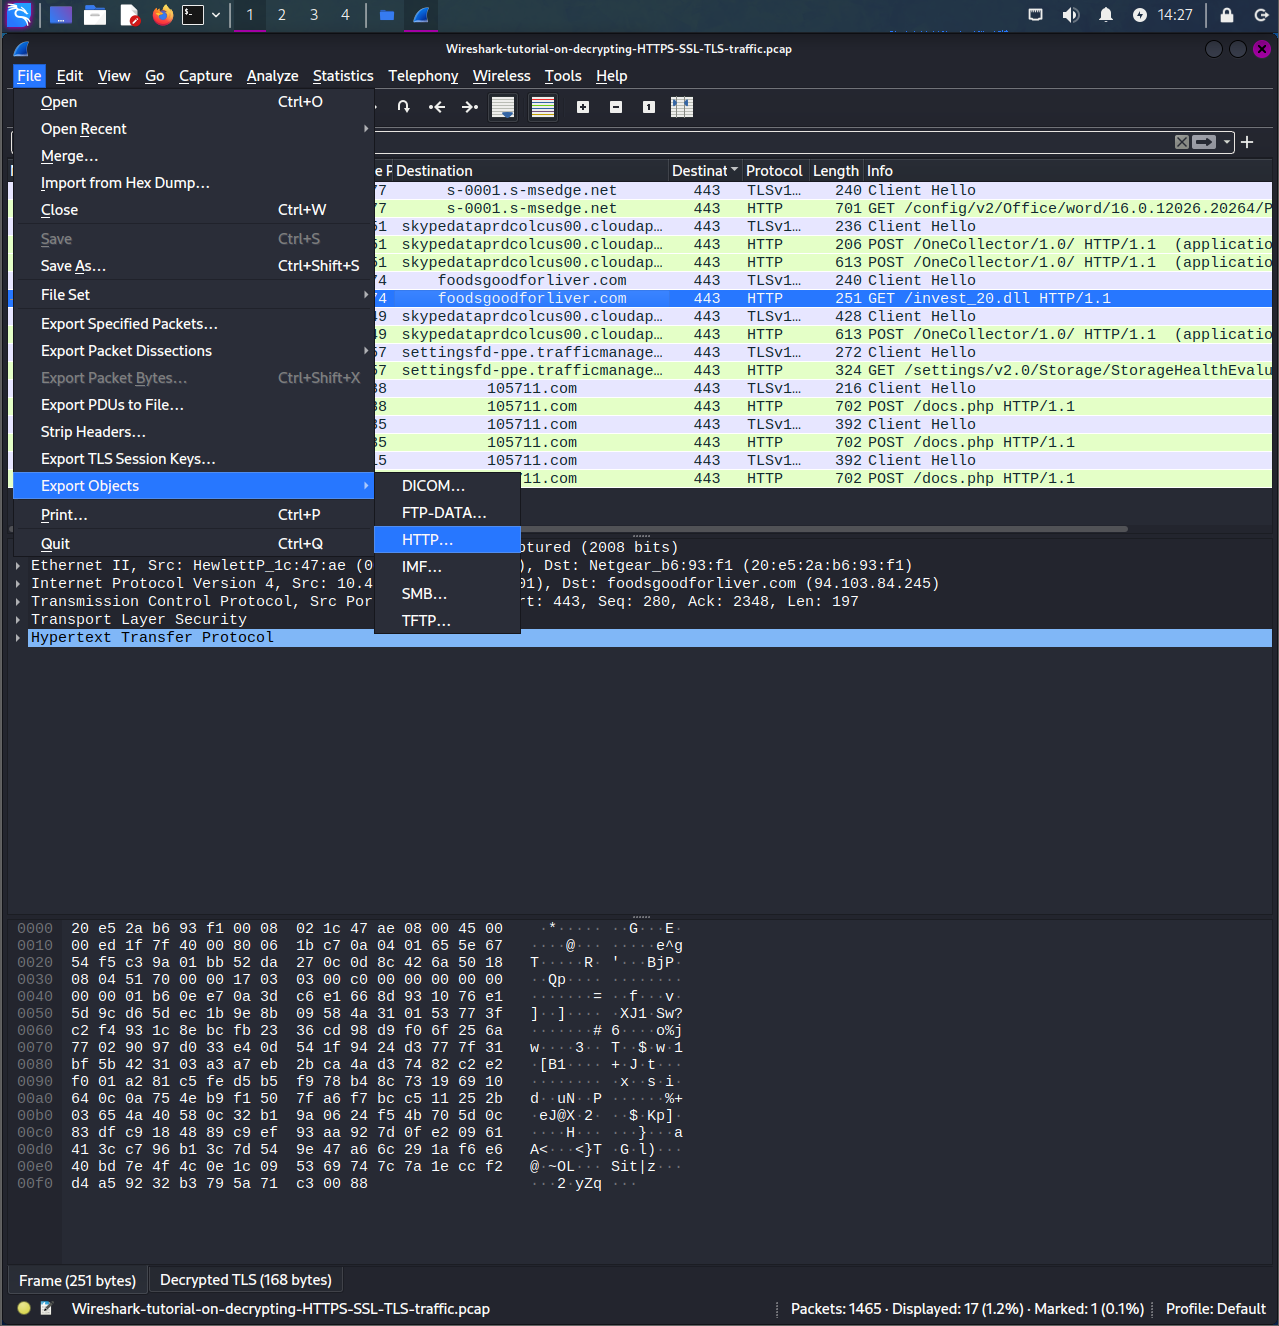 1 2 3 4 14:27
Wireshark-tutorial-on-decrypting-HTTPS-SSL-TLS-traffic.pcap
File Edit View Go Capture Analyze Statistics Telephony Wireless Tools Help
Open Ctrl+O
Open Recent
Merge...
Import from Hex Dump...
Close Ctrl+W
Save Ctrl+S
Save As... Ctrl+Shift+S
File Set
Export Specified Packets...
Export Packet Dissections
Export Packet Bytes... Ctrl+Shift+X
Export PDUs to File...
Strip Headers...
Export TLS Session Keys...
Export Objects
Print... Ctrl+P
Quit Ctrl+Q
DICOM...
FTP-DATA...
HTTP...
IMF...
SMB...
TFTP...
e P Destination Destinat Protocol Length Info
77 s-0001.s-msedge.net 443 TLSv1... 240 Client Hello
77 s-0001.s-msedge.net 443 HTTP 701 GET /config/v2/Office/word/16.0.12026.20264/P
51 skypedataprdcolcus00.cloudap... 443 TLSv1... 236 Client Hello
51 skypedataprdcolcus00.cloudap... 443 HTTP 206 POST /OneCollector/1.0/ HTTP/1.1 (applicatio
51 skypedataprdcolcus00.cloudap... 443 HTTP 613 POST /OneCollector/1.0/ HTTP/1.1 (applicatio
74 foodsgoodforliver.com 443 TLSv1... 240 Client Hello
74 foodsgoodforliver.com 443 HTTP 251 GET /invest_20.dll HTTP/1.1
49 skypedataprdcolcus00.cloudap... 443 TLSv1... 428 Client Hello
49 skypedataprdcolcus00.cloudap... 443 HTTP 613 POST /OneCollector/1.0/ HTTP/1.1 (applicatio
57 settingsfd-ppe.trafficmanage... 443 TLSv1... 272 Client Hello
57 settingsfd-ppe.trafficmanage... 443 HTTP 324 GET /settings/v2.0/Storage/StorageHealthEvalu
38 105711.com 443 TLSv1... 216 Client Hello
38 105711.com 443 HTTP 702 POST /docs.php HTTP/1.1
35 105711.com 443 TLSv1... 392 Client Hello
35 105711.com 443 HTTP 702 POST /docs.php HTTP/1.1
15 105711.com 443 TLSv1... 392 Client Hello
11.com 443 HTTP 702 POST /docs.php HTTP/1.1
ptured (2008 bits)
Ethernet II, Src: HewlettP_1c:47:ae (0 ), Dst: Netgear_b6:93:f1 (20:e5:2a:b6:93:f1)
Internet Protocol Version 4, Src: 10.4 01), Dst: foodsgoodforliver.com (94.103.84.245)
Transmission Control Protocol, Src Por rt: 443, Seq: 280, Ack: 2348, Len: 197
Transport Layer Security
Hypertext Transfer Protocol
0000 20 e5 2a b6 93 f1 00 08 02 1c 47 ae 08 00 45 00 ·*····· ··G···E·
0010 00 ed 1f 7f 40 00 80 06 1b c7 0a 04 01 65 5e 67 ····@··· ·····e^g
0020 54 f5 c3 9a 01 bb 52 da 27 0c 0d 8c 42 6a 50 18 T·····R· '···BjP·
0030 08 04 51 70 00 00 17 03 03 00 c0 00 00 00 00 00 ··Qp···· ········
0040 00 00 01 b6 0e e7 0a 3d c6 e1 66 8d 93 10 76 e1 ·······= ··f···v·
0050 5d 9c d6 5d ec 1b 9e 8b 09 58 4a 31 01 53 77 3f ]··]···· ·XJ1·Sw?
0060 c2 f4 93 1c 8e bc fb 23 36 cd 98 d9 f0 6f 25 6a ·······# 6····o%j
0070 77 02 90 97 d0 33 e4 0d 54 1f 94 24 d3 77 7f 31 w····3·· T··$·w·1
0080 bf 5b 42 31 03 a3 a7 eb 2b ca 4a d3 74 82 c2 e2 ·[B1···· +·J·t···
0090 f0 01 a2 81 c5 fe d5 b5 f9 78 b4 8c 73 19 69 10 ········ ·x··s·i·
00a0 64 0c 0a 75 4e b9 f1 50 7f a6 f7 bc c5 11 25 2b d··uN··P ······%+
00b0 03 65 4a 40 58 0c 32 b1 9a 06 24 f5 4b 70 5d 0c ·eJ@X·2· ··$·Kp]·
00c0 83 df c9 18 48 89 c9 ef 93 aa 92 7d 0f e2 09 61 ····H··· ···}···a
00d0 41 3c c7 96 b1 3c 7d 54 9e 47 a6 6c 29 1a f6 e6 A<···<}T ·G·l)···
00e0 40 bd 7e 4f 4c 0e 1c 09 53 69 74 7c 7a 1e cc f2 @·~OL··· Sit|z···
00f0 d4 a5 92 32 b3 79 5a 71 c3 00 88 ···2·yZq ···
Frame (251 bytes) Decrypted TLS (168 bytes)
Wireshark-tutorial-on-decrypting-HTTPS-SSL-TLS-traffic.pcap Packets: 1465 · Displayed: 17 (1.2%) · Marked: 1 (0.1%) Profile: Default